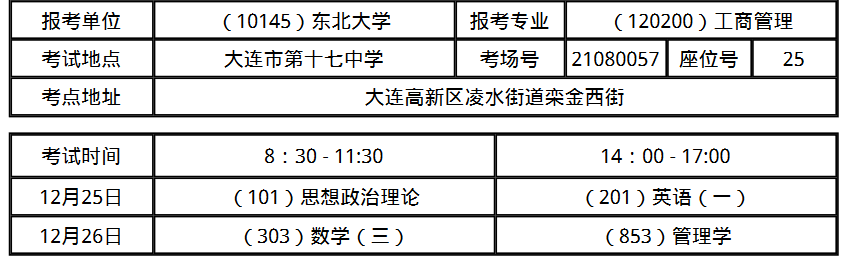 报考单位 （10145）东北大学 报考专业 （120200）工商管理
考试地点 大连市第十七中学 考场号 21080057 座位号 25
考点地址 大连高新区凌水街道栾金西街
考试时间 8：30 - 11:30 14：00 - 17:00
12月25日 （101）思想政治理论 （201）英语（一）
12月26日 （303）数学（三） （853）管理学